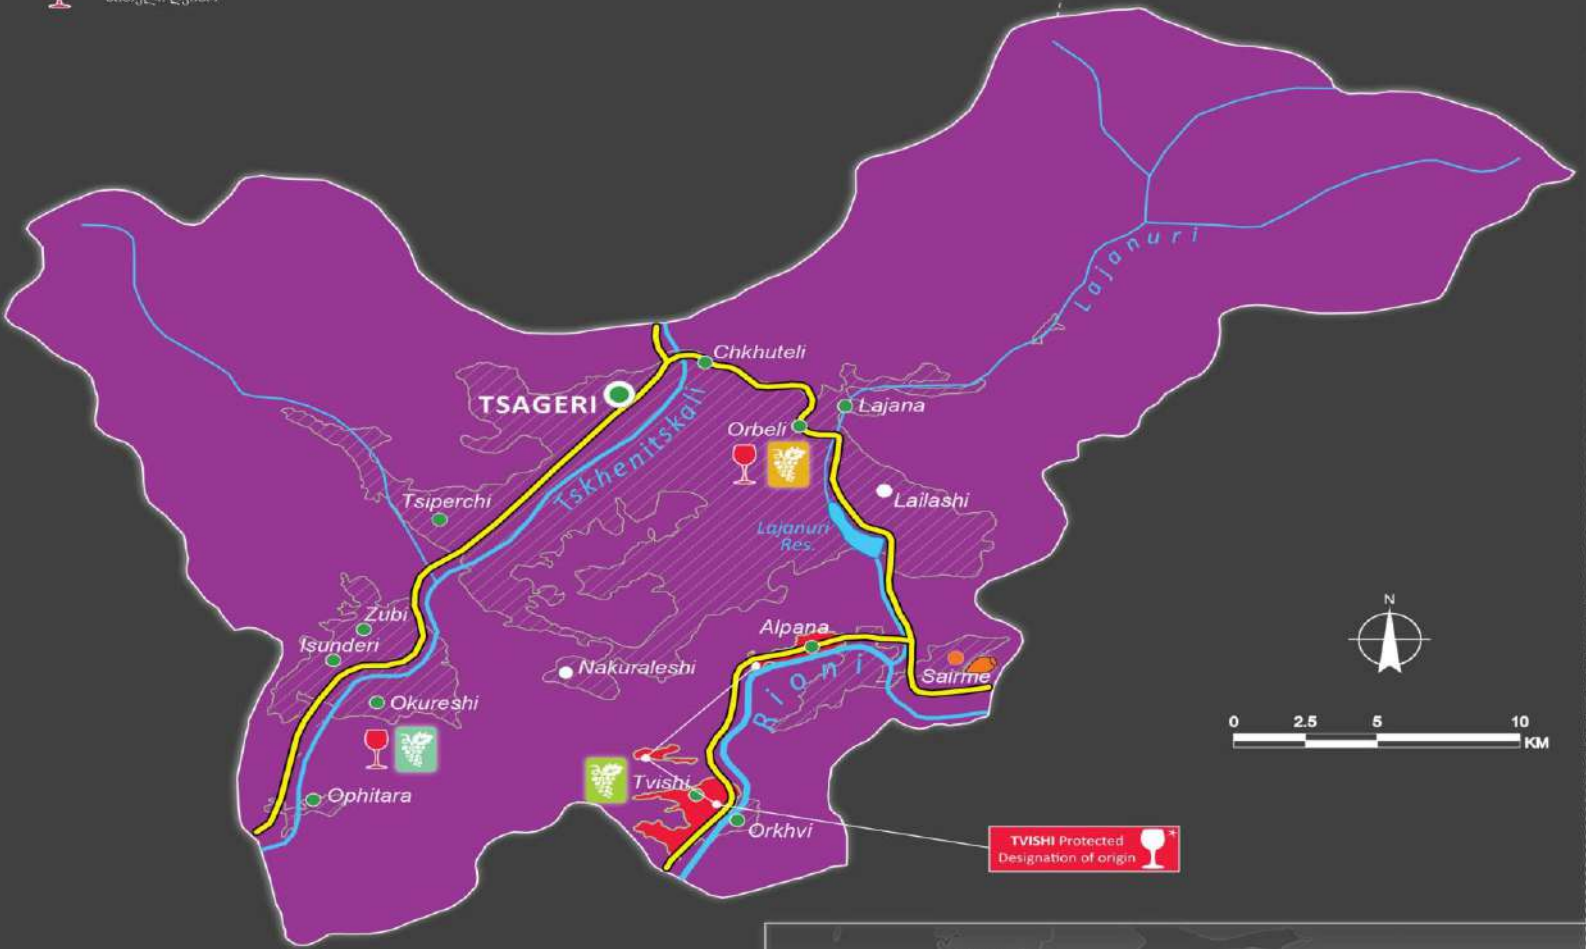 Lajanuri
Chkhuteli
TSAGERI
Lajana
Orbeli
Tskhenitskali
Tsiperchi
Lailashi
Lajanuri
Res.
Zubi
Alpana
N
Isunderi
Nakuraleshi
Sairme
Okureshi
Rioni
0 2.5 5 10
KM
Tvishi
Ophitara
Orkhvi
TVISHI Protected *
Designation of origin